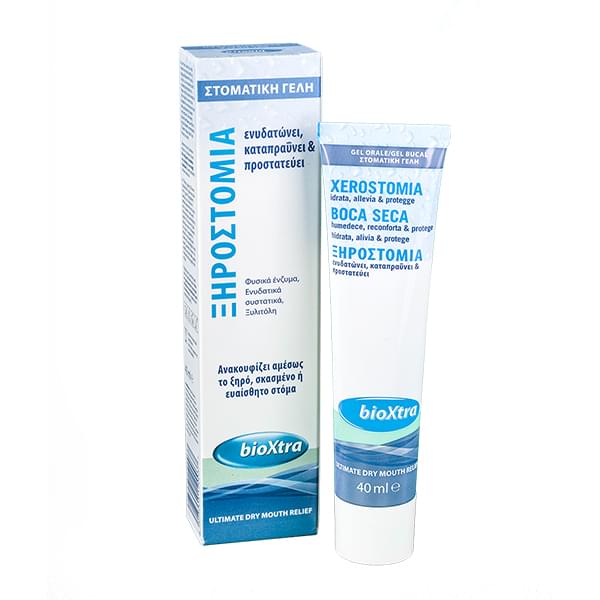 ΣΤΟΜΑΤΙΚΗ ΓΕΛΗ
ΞΗΡΟΣΤΟΜΙΑ
ενυδατώνει,
καταπραΰνει &
προστατεύει
Φυσικά ένζυμα,
Ενυδατικά
συστατικά,
Ξυλιτόλη
Ανακουφίζει αμέσως
το ξηρό, σκασμένο ή
ευαίσθητο στόμα
bioXtra
ULTIMATE DRY MOUTH RELIEF
GEL ORALE/GEL BUCAL
ΣΤΟΜΑΤΙΚΗ ΓΕΛΗ
XEROSTOMIA
idrata, allevia & protegge
BOCA SECA
humedece, reconforta & protege
hidrata, alivia & protege
ΞΗΡΟΣΤΟΜΙΑ
ενυδατώνει, καταπραΰνει &
προστατεύει
bioXtra
ULTIMATE DRY MOUTH RELIEF
40 ml e